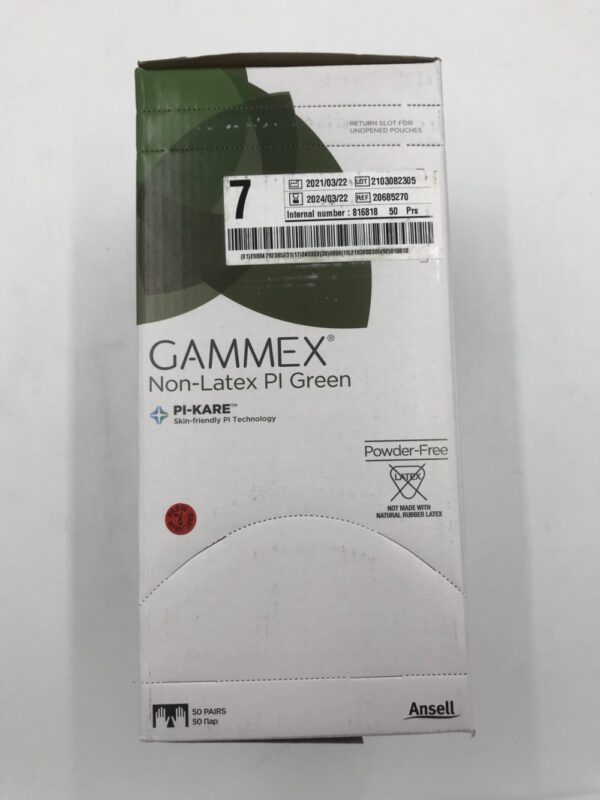 RETURN SLOT FOR
UNOPENED POUCHES
7
2021/03/22 LOT 2103082305
2024/03/22 REF 20685270
Internal number : 816818 50 Prs
GAMMEX®
Non-Latex PI Green
PI-KARE™
Skin-friendly PI Technology
Powder-Free
LATEX
NOT MADE WITH
NATURAL RUBBER LATEX
50 PAIRS
50 Пар
Ansell